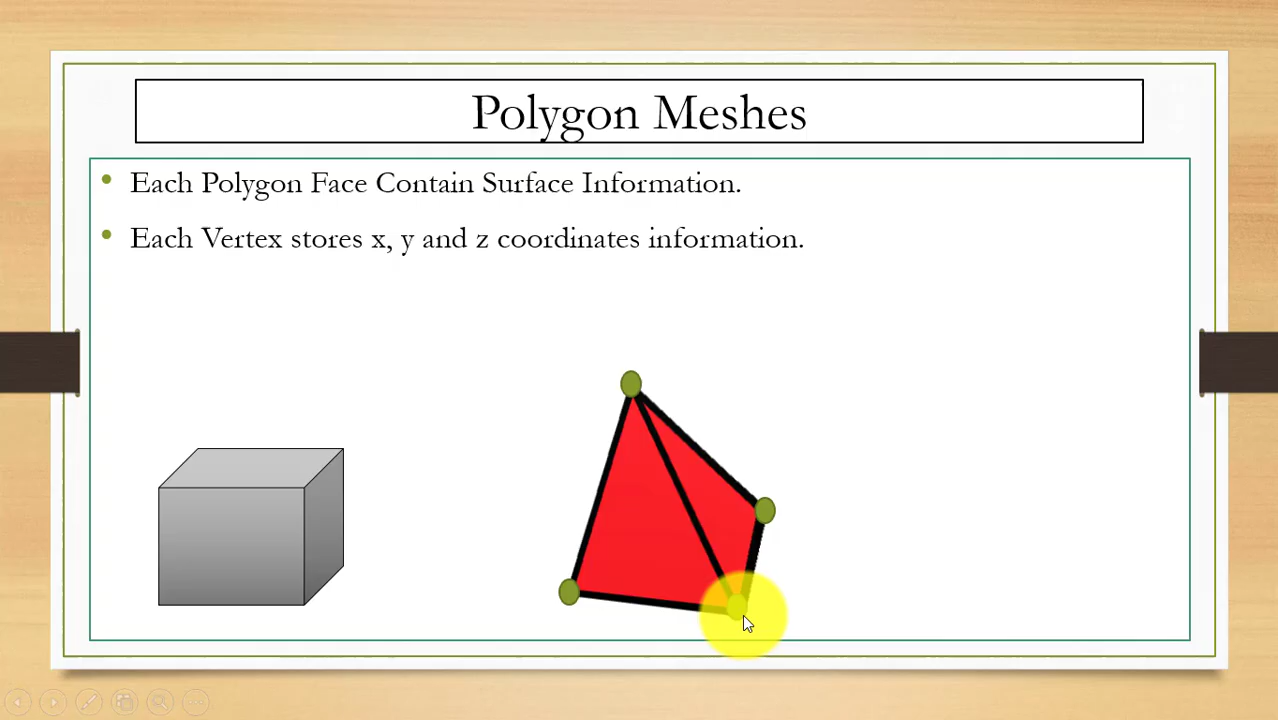 Polygon Meshes
Each Polygon Face Contain Surface Information.
Each Vertex stores x, y and z coordinates information.